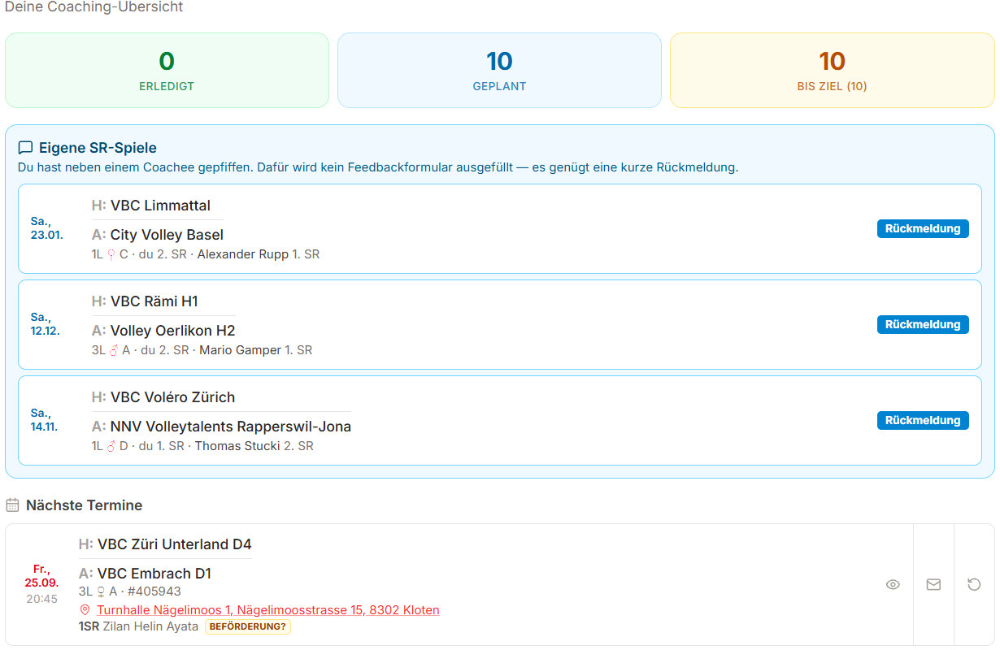 Deine Coaching-Übersicht
0
ERLEDIGT
10
GEPLANT
10
BIS ZIEL (10)
Eigene SR-Spiele
Du hast neben einem Coachee gepfiffen. Dafür wird kein Feedbackformular ausgefüllt — es genügt eine kurze Rückmeldung.
Sa.,
23.01.
H: VBC Limmattal
A: City Volley Basel
1L ♀ C · du 2. SR · Alexander Rupp 1. SR
Rückmeldung
Sa.,
12.12.
H: VBC Rämi H1
A: Volley Oerlikon H2
3L ♂ A · du 2. SR · Mario Gamper 1. SR
Rückmeldung
Sa.,
14.11.
H: VBC Voléro Zürich
A: NNV Volleytalents Rapperswil-Jona
1L ♂ D · du 1. SR · Thomas Stucki 2. SR
Rückmeldung
Nächste Termine
Fr.,
25.09.
20:45
H: VBC Züri Unterland D4
A: VBC Embrach D1
3L ♀ A · #405943
Turnhalle Nägelimoos 1, Nägelimoosstrasse 15, 8302 Kloten
1SR Zilan Helin Ayata BEFÖRDERUNG?